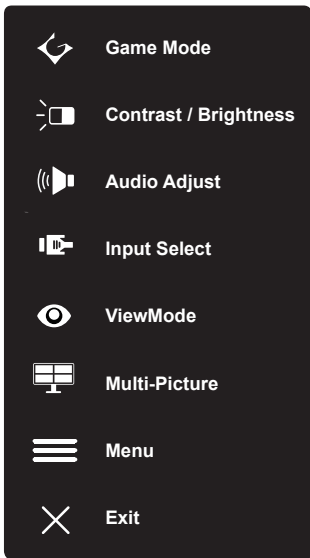 Game Mode
Contrast / Brightness
Audio Adjust
Input Select
ViewMode
Multi-Picture
Menu
Exit